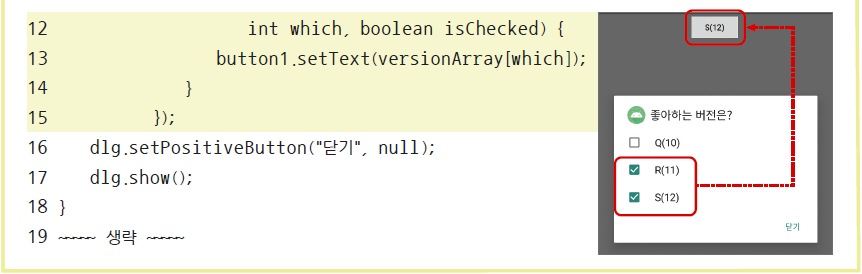 12 int which, boolean isChecked) {
13 button1.setText(versionArray[which]);
14 }
15 });
16 dlg.setPositiveButton("닫기", null);
17 dlg.show();
18 }
19 ~~~~~ 생략 ~~~~~
S(12)
좋아하는 버전은?
Q(10)
R(11)
S(12)
닫기